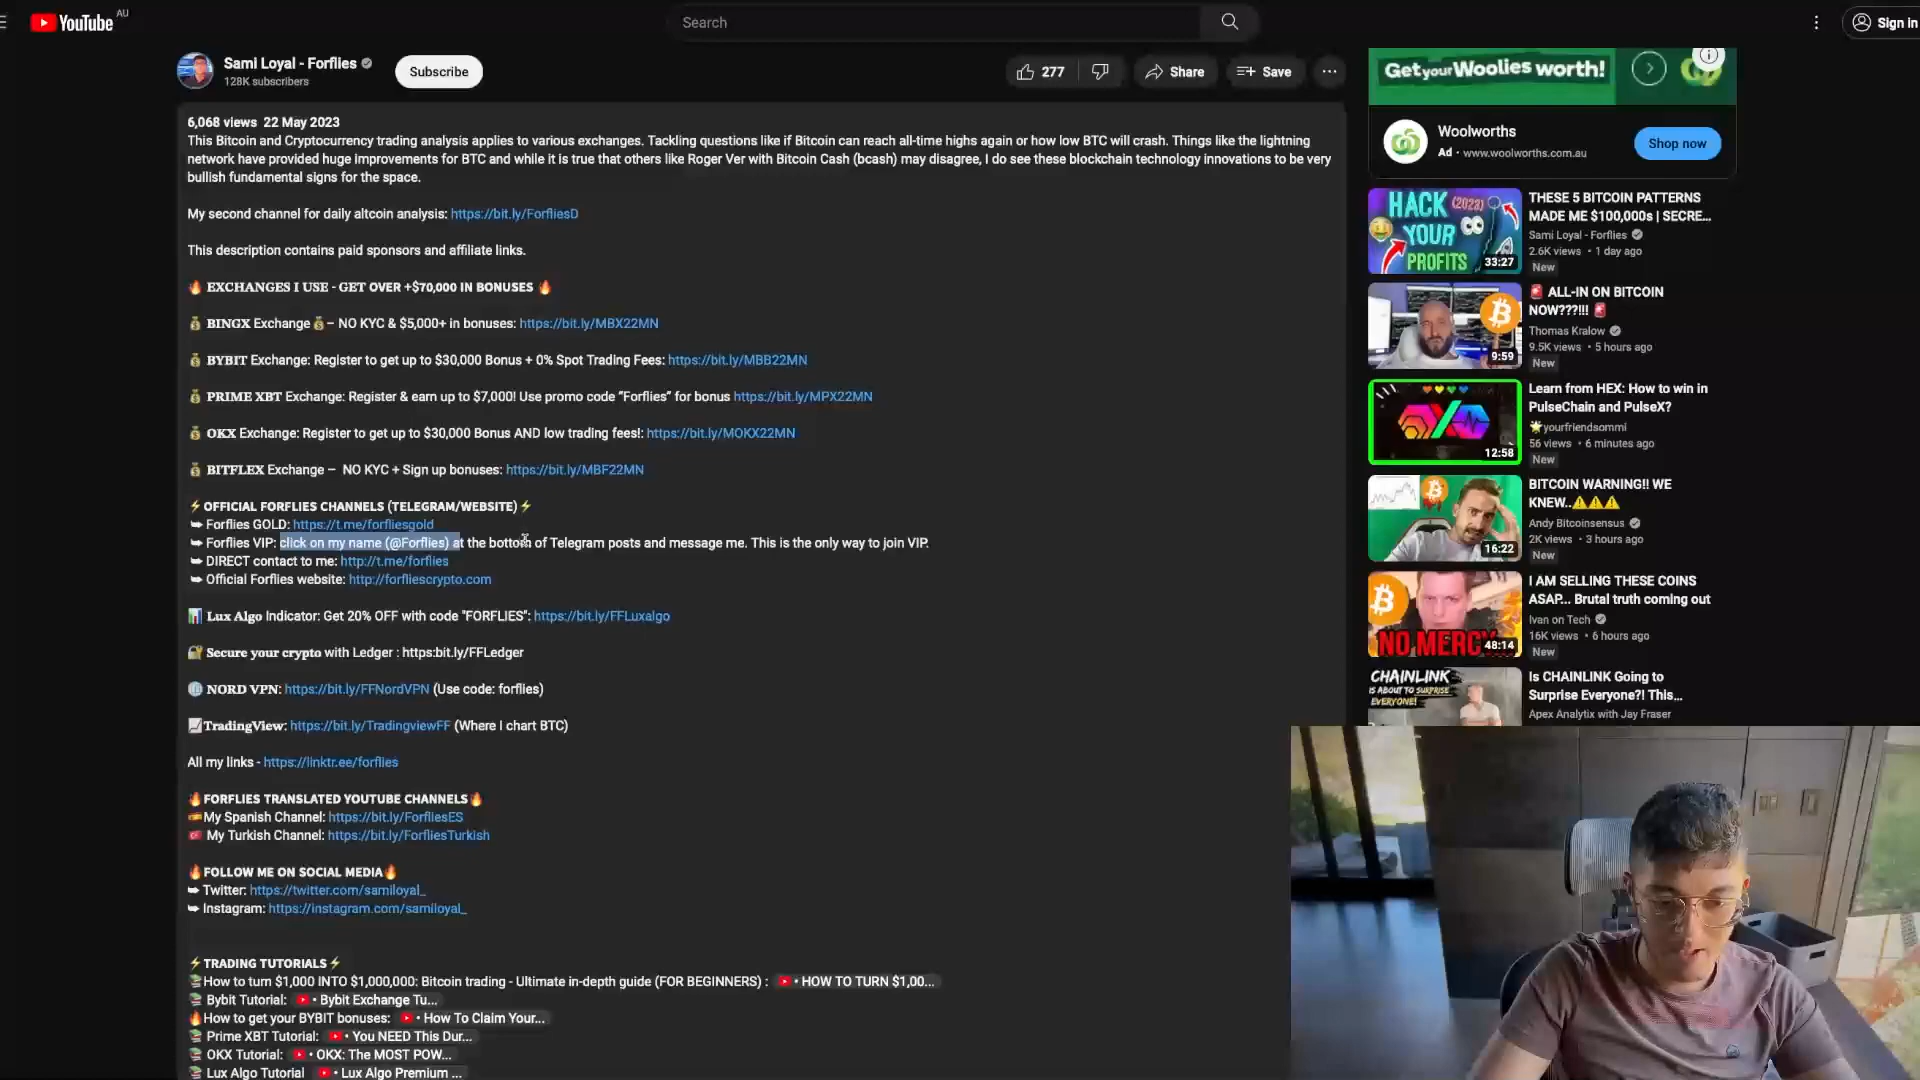 YouTube AU
Search
Sign in
Sami Loyal - Forflies
128K subscribers
Subscribe
277
Share
Save
6,068 views 22 May 2023
This Bitcoin and Cryptocurrency trading analysis applies to various exchanges. Tackling questions like if Bitcoin can reach all-time highs again or how low BTC will crash. Things like the lightning
network have provided huge improvements for BTC and while it is true that others like Roger Ver with Bitcoin Cash (bcash) may disagree, I do see these blockchain technology innovations to be very
bullish fundamental signs for the space.
My second channel for daily altcoin analysis: https://bit.ly/ForfliesD
This description contains paid sponsors and affiliate links.
🔥 EXCHANGES I USE - GET OVER +$70,000 IN BONUSES 🔥
💰 BINGX Exchange💰– NO KYC & $5,000+ in bonuses: https://bit.ly/MBX22MN
💰 BYBIT Exchange: Register to get up to $30,000 Bonus + 0% Spot Trading Fees: https://bit.ly/MBB22MN
💰 PRIME XBT Exchange: Register & earn up to $7,000! Use promo code “Forflies” for bonus https://bit.ly/MPX22MN
💰 OKX Exchange: Register to get up to $30,000 Bonus AND low trading fees!: https://bit.ly/MOKX22MN
💰 BITFLEX Exchange – NO KYC + Sign up bonuses: https://bit.ly/MBF22MN
⚡OFFICIAL FORFLIES CHANNELS (TELEGRAM/WEBSITE)⚡
➥ Forflies GOLD: https://t.me/forfliesgold
➥ Forflies VIP: click on my name (@Forflies) at the bottom of Telegram posts and message me. This is the only way to join VIP.
➥ DIRECT contact to me: http://t.me/forflies
➥ Official Forflies website: http://forfliescrypto.com
📊 Lux Algo Indicator: Get 20% OFF with code "FORFLIES": https://bit.ly/FFLuxalgo
🔐 Secure your crypto with Ledger : https:bit.ly/FFLedger
🌐 NORD VPN: https://bit.ly/FFNordVPN (Use code: forflies)
📈TradingView: https://bit.ly/TradingviewFF (Where I chart BTC)
All my links - https://linktr.ee/forflies
🔥FORFLIES TRANSLATED YOUTUBE CHANNELS🔥
🇪🇸My Spanish Channel: https://bit.ly/ForfliesES
🇹🇷 My Turkish Channel: https://bit.ly/ForfliesTurkish
🔥FOLLOW ME ON SOCIAL MEDIA🔥
➥ Twitter: https://twitter.com/samiloyal_
➥ Instagram: https://instagram.com/samiloyal_
⚡TRADING TUTORIALS⚡
📚How to turn $1,000 INTO $1,000,000: Bitcoin trading - Ultimate in-depth guide (FOR BEGINNERS) : • HOW TO TURN $1,00...
📚 Bybit Tutorial: • Bybit Exchange Tu...
🔥How to get your BYBIT bonuses: • How To Claim Your...
📚 Prime XBT Tutorial: • You NEED This Dur...
📚 OKX Tutorial: • OKX: The MOST POW...
📚 Lux Algo Tutorial • Lux Algo Premium ...
Get your Woolies worth!
Woolworths
Ad · www.woolworths.com.au
Shop now
HACK (2023)
YOUR
PROFITS
33:27
THESE 5 BITCOIN PATTERNS
MADE ME $100,000s | SECRE...
Sami Loyal - Forflies
2.6K views • 1 day ago
New
9:59
🚨 ALL-IN ON BITCOIN
NOW???!!! 🚨
Thomas Kralow
9.5K views • 5 hours ago
New
12:58
Learn from HEX: How to win in
PulseChain and PulseX?
🌟yourfriendsommi
56 views • 6 minutes ago
New
16:22
BITCOIN WARNING!! WE
KNEW..⚠⚠⚠
Andy Bitcoinsensus
2K views • 3 hours ago
New
NO MERCY
48:14
I AM SELLING THESE COINS
ASAP... Brutal truth coming out
Ivan on Tech
16K views • 6 hours ago
New
CHAINLINK
IS ABOUT TO SURPRISE
EVERYONE?!
Is CHAINLINK Going to
Surprise Everyone?! This...
Apex Analytix with Jay Fraser